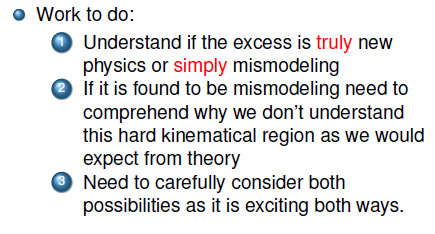 Work to do:
1 Understand if the excess is truly new
physics or simply mismodeling
2 If it is found to be mismodeling need to
comprehend why we don't understand
this hard kinematical region as we would
expect from theory
3 Need to carefully consider both
possibilities as it is exciting both ways.